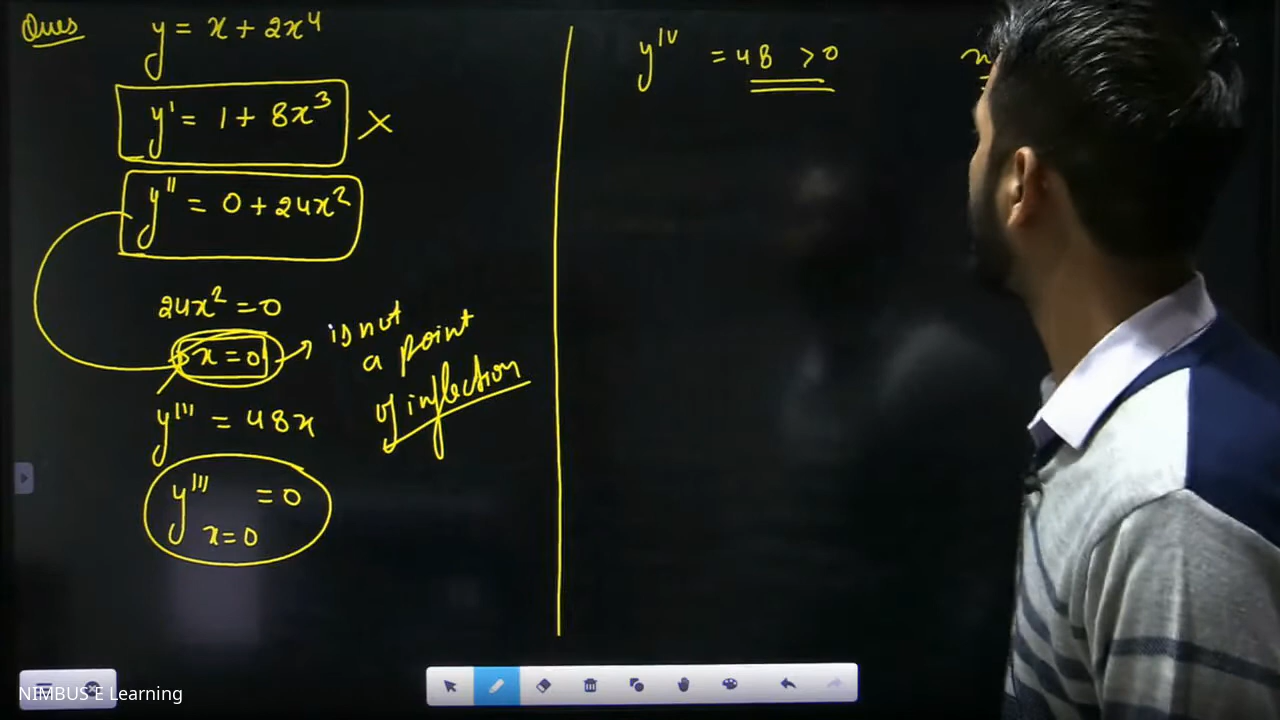 Ques y = x + 2x⁴
y' = 1 + 8x³ ×
y'' = 0 + 24x²
24x² = 0
x = 0 → is not
a point
of inflection
y''' = 48x
y''' = 0
x = 0
y'ᵛ = 48 > 0
NIMBUS E Learning